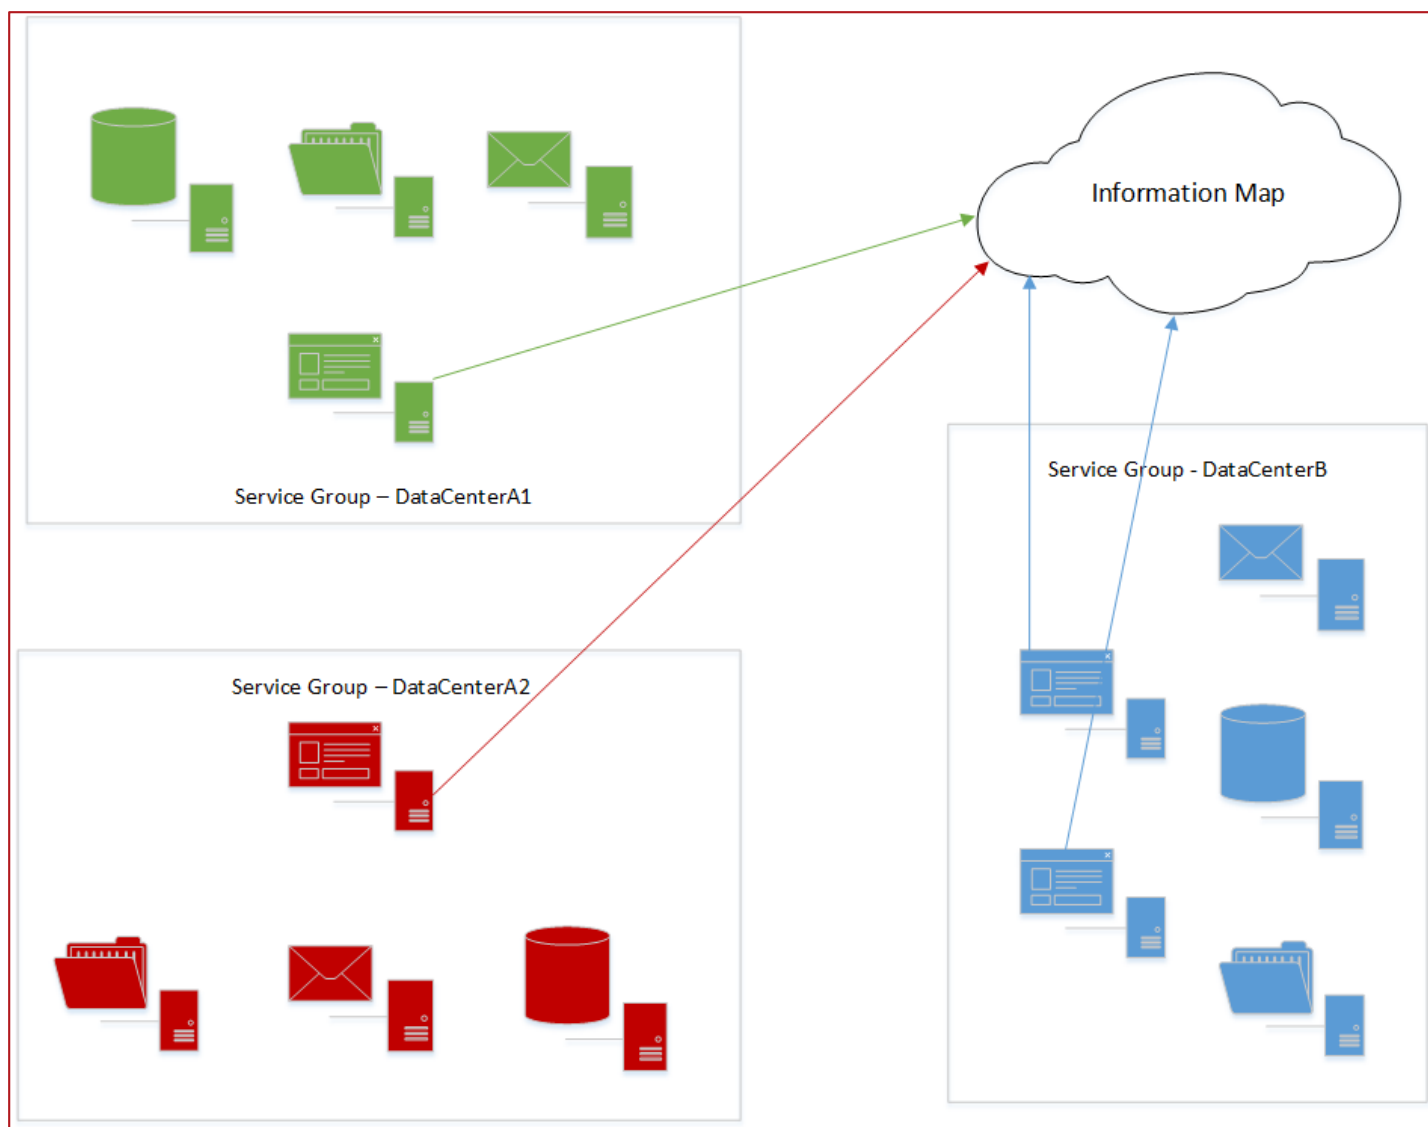 Information Map
Service Group – DataCenterA1
Service Group - DataCenterB
Service Group – DataCenterA2